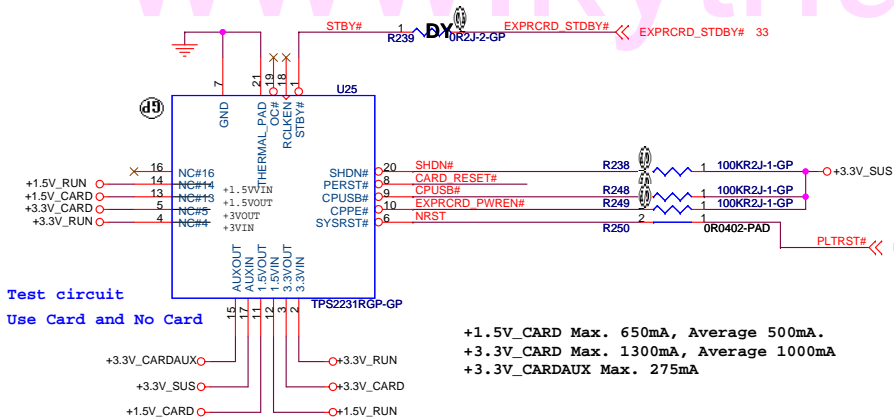 www.kythe
STBY#
1
R239
DY
0R2J-2-GP
EXPRCRD_STDBY#
EXPRCRD_STDBY# 33
7
21
19
18
1
U25
GP
GND
THERMAL_PAD
OC#
RCLKEN
STBY#
+1.5V_RUN
+1.5V_CARD
+3.3V_CARD
+3.3V_RUN
16
14
13
5
4
NC#16
NC#14
NC#13
NC#5
NC#4
+1.5VVIN
+1.5VOUT
+3VOUT
+3VIN
SHDN#
PERST#
CPUSB#
CPPE#
SYSRST#
20
8
9
10
6
SHDN#
CARD_RESET#
CPUSB#
EXPRCRD_PWREN#
NRST
R238
1
100KR2J-1-GP
R248
1
100KR2J-1-GP
R249
1
100KR2J-1-GP
2
R250
1
0R0402-PAD
+3.3V_SUS
PLTRST#
AUXOUT
AUXIN
1.5VOUT
1.5VIN
3.3VOUT
3.3VIN
15
17
11
12
3
2
TPS2231RGP-GP
Test circuit
Use Card and No Card
+3.3V_CARDAUX
+3.3V_SUS
+1.5V_CARD
+3.3V_RUN
+3.3V_CARD
+1.5V_RUN
+1.5V_CARD Max. 650mA, Average 500mA.
+3.3V_CARD Max. 1300mA, Average 1000mA
+3.3V_CARDAUX Max. 275mA